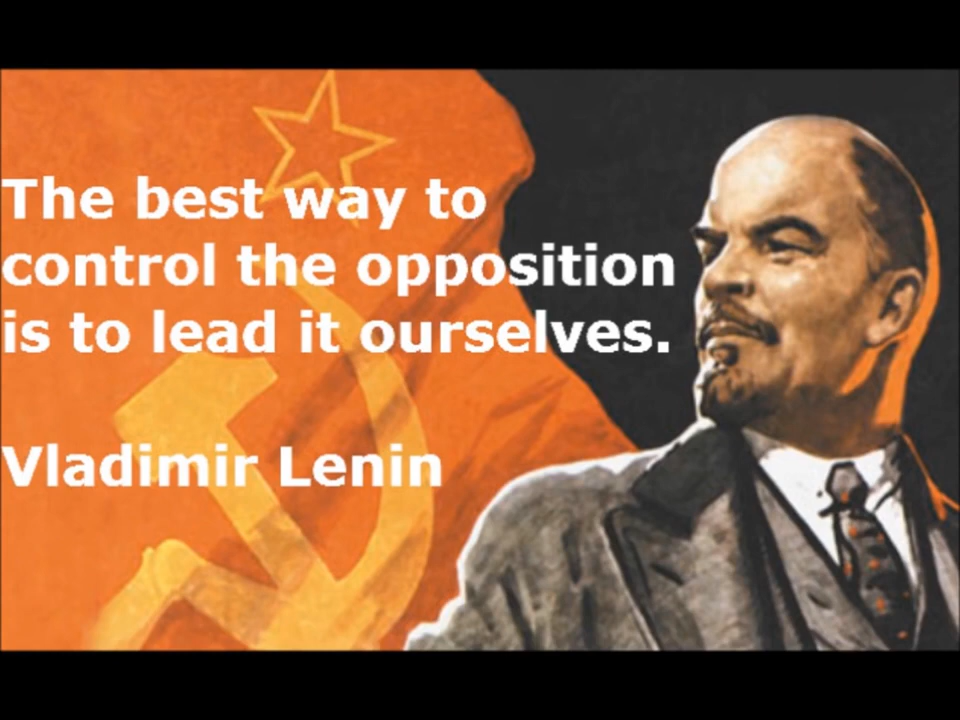 The best way to
control the opposition
is to lead it ourselves.
Vladimir Lenin